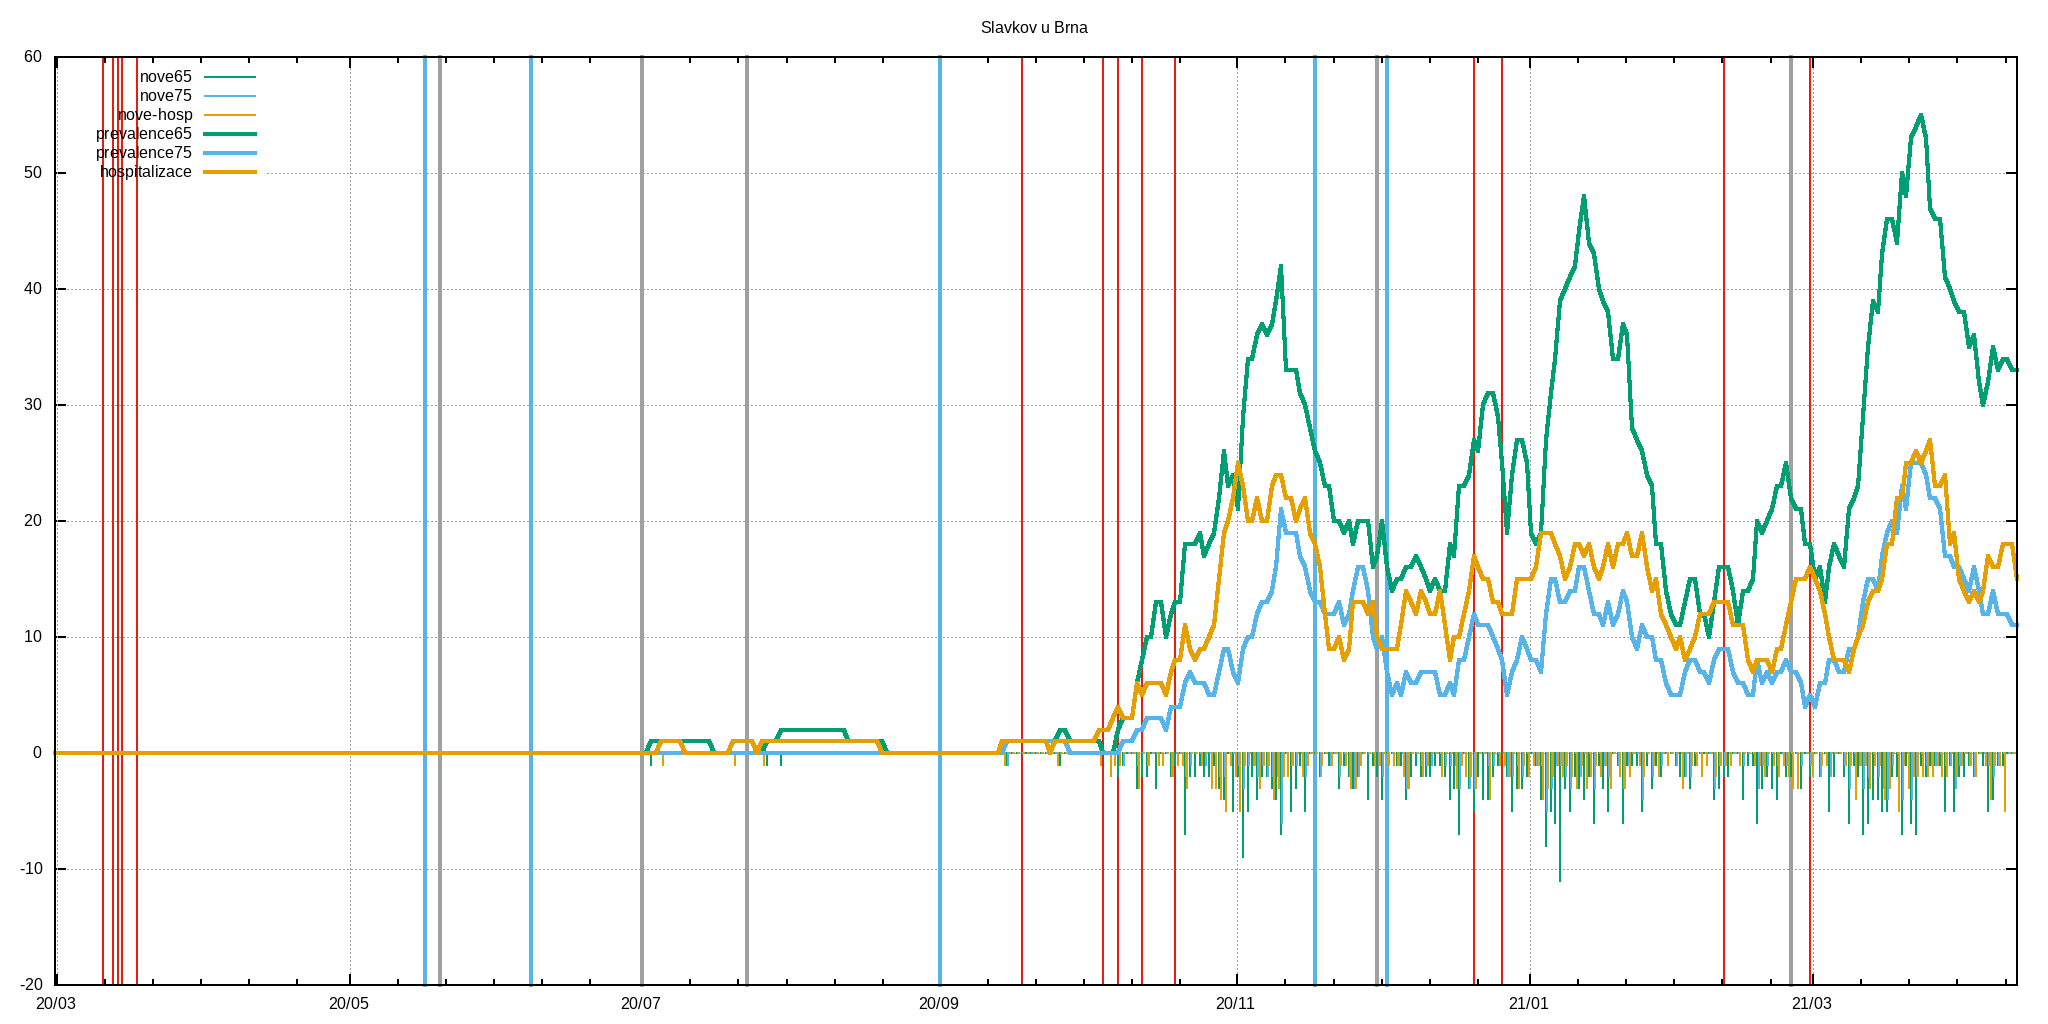 Slavkov u Brna
60
50
40
30
20
10
0
-10
-20
nove65
nove75
nove-hosp
prevalence65
prevalence75
hospitalizace
20/03 20/05 20/07 20/09 20/11 21/01 21/03